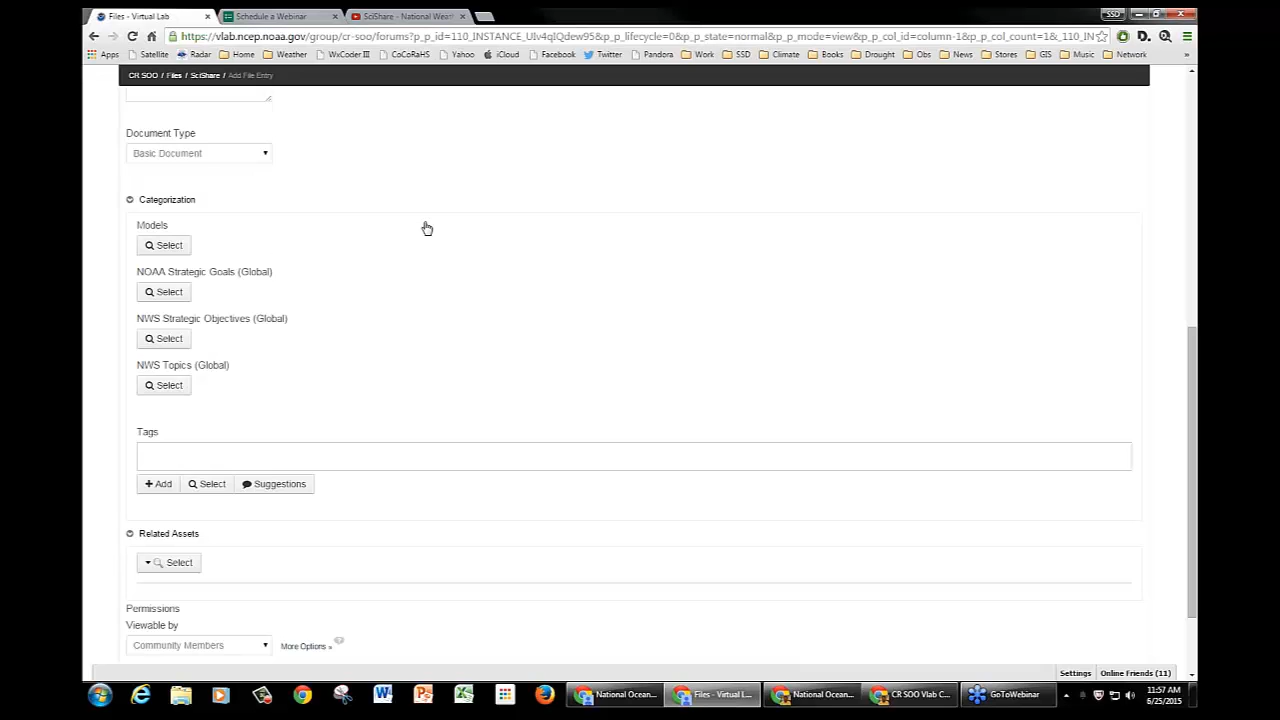 Files - Virtual Lab × Schedule a Webinar × SciShare - National Weat × SSD
https://vlab.ncep.noaa.gov/group/cr-soo/forums?p_p_id=110_INSTANCE_UIv4qIQdew95&p_p_lifecycle=0&p_p_state=normal&p_p_mode=view&p_p_col_id=column-1&p_p_col_count=1&_110_IN
Apps Satellite Radar Home Weather WxCoder III CoCoRaHS Yahoo iCloud Facebook Twitter Pandora Work SSD Climate Books Drought Obs News Stores GIS Music Network
CR SOO / Files / SciShare / Add File Entry
Document Type
Basic Document
Categorization
Models
Select
NOAA Strategic Goals (Global)
Select
NWS Strategic Objectives (Global)
Select
NWS Topics (Global)
Select
Tags
+ Add Select Suggestions
Related Assets
Select
Permissions
Viewable by
Community Members More Options »
Settings Online Friends (11)
National Ocean... Files - Virtual L... National Ocean... CR SOO Vlab C... GoToWebinar 11:57 AM
6/25/2015